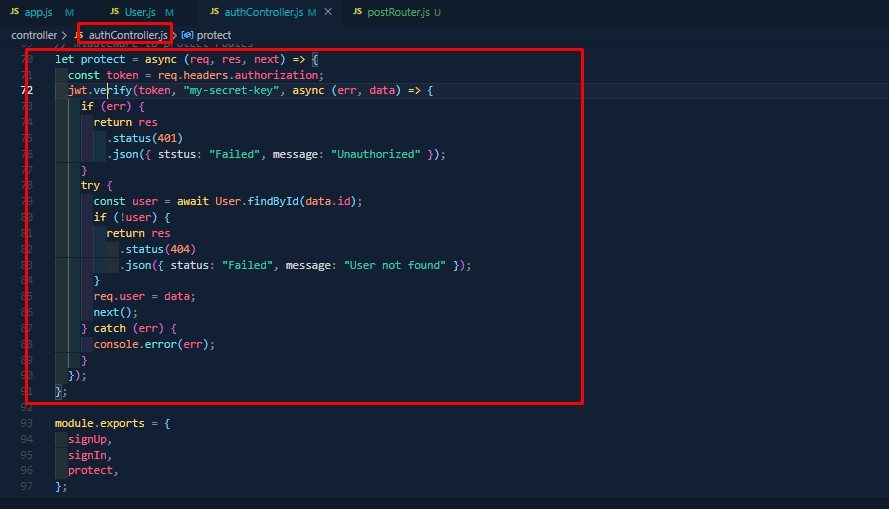 JS app.js M JS User.js M JS authController.js M × JS postRouter.js U
controller > JS authController.js > protect
// middleware to protect routes
70 let protect = async (req, res, next) => {
71 const token = req.headers.authorization;
72 jwt.verify(token, "my-secret-key", async (err, data) => {
73 if (err) {
74 return res
75 .status(401)
76 .json({ ststus: "Failed", message: "Unauthorized" });
77 }
78 try {
79 const user = await User.findById(data.id);
80 if (!user) {
81 return res
82 .status(404)
83 .json({ status: "Failed", message: "User not found" });
84 }
85 req.user = data;
86 next();
87 } catch (err) {
88 console.error(err);
89 }
90 });
91 };
92
93 module.exports = {
94 signUp,
95 signIn,
96 protect,
97 };